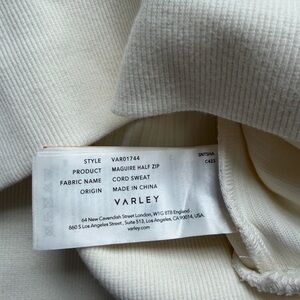 STYLE VAR01744
PRODUCT MAGUIRE HALF ZIP
FABRIC NAME CORD SWEAT
ORIGIN MADE IN CHINA
VARLEY
64 New Cavendish Street London, W1G 8TB England
860 S Los Angeles Street, Suite 513, Los Angeles, CA 90014, USA
varley.com